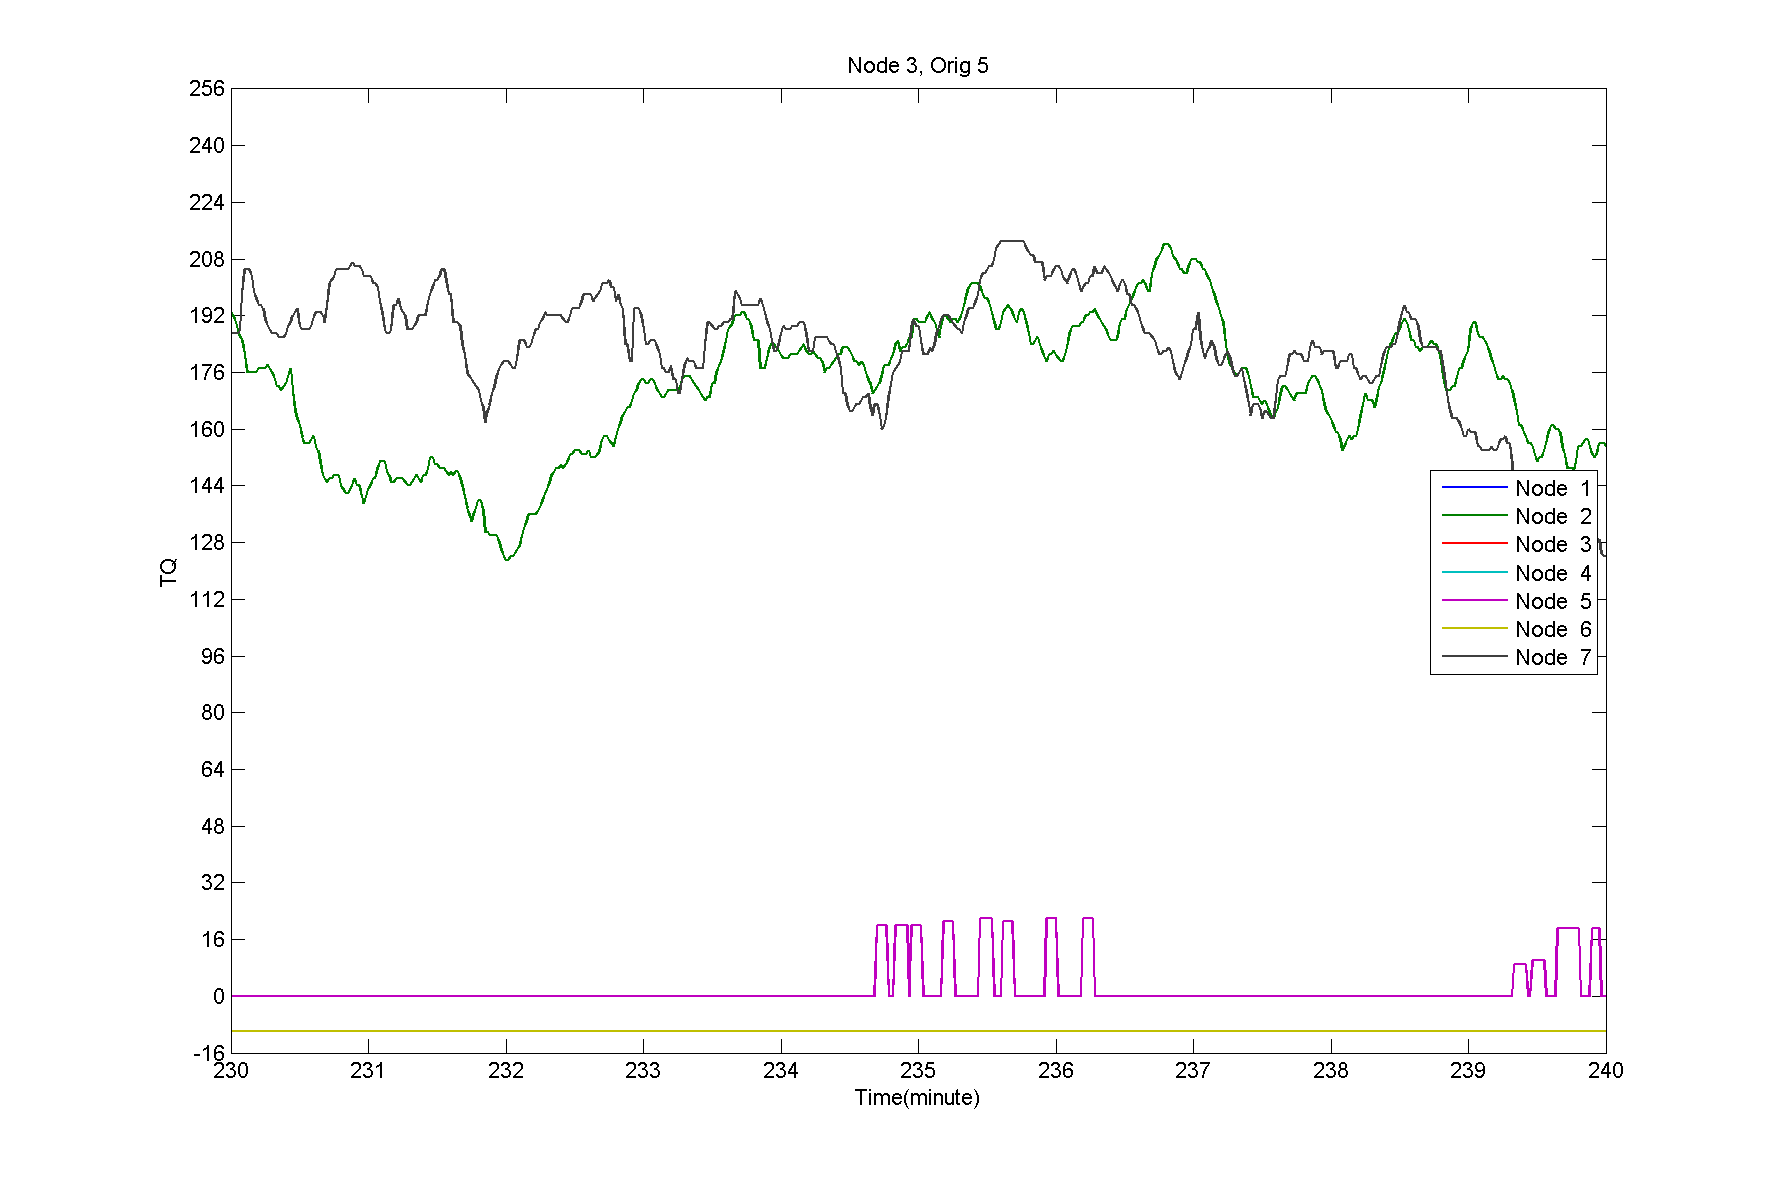 Node 3, Orig 5
256
240
224
208
192
176
160
144
128
112
96
80
64
48
32
16
0
-16
TQ
Node 1
Node 2
Node 3
Node 4
Node 5
Node 6
Node 7
230 231 232 233 234 235 236 237 238 239 240
Time(minute)